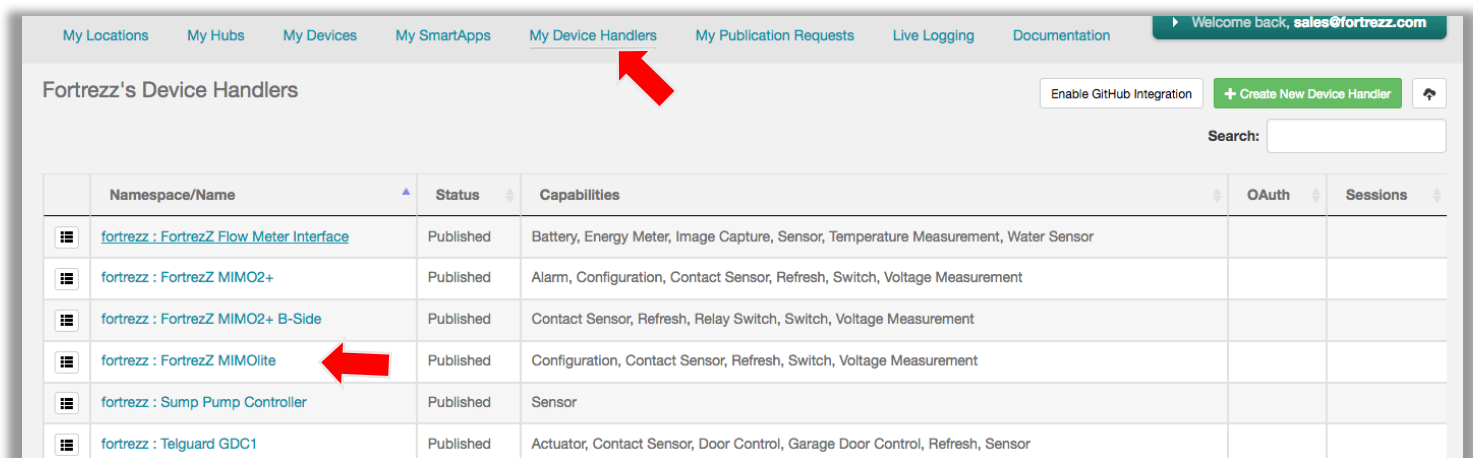 Welcome back, sales@fortrezz.com
My Locations My Hubs My Devices My SmartApps My Device Handlers My Publication Requests Live Logging Documentation
Fortrezz's Device Handlers
Enable GitHub Integration + Create New Device Handler
Search:
Namespace/Name Status Capabilities OAuth Sessions
fortrezz : FortrezZ Flow Meter Interface Published Battery, Energy Meter, Image Capture, Sensor, Temperature Measurement, Water Sensor
fortrezz : FortrezZ MIMO2+ Published Alarm, Configuration, Contact Sensor, Refresh, Switch, Voltage Measurement
fortrezz : FortrezZ MIMO2+ B-Side Published Contact Sensor, Refresh, Relay Switch, Switch, Voltage Measurement
fortrezz : FortrezZ MIMOlite Published Configuration, Contact Sensor, Refresh, Switch, Voltage Measurement
fortrezz : Sump Pump Controller Published Sensor
fortrezz : Telguard GDC1 Published Actuator, Contact Sensor, Door Control, Garage Door Control, Refresh, Sensor